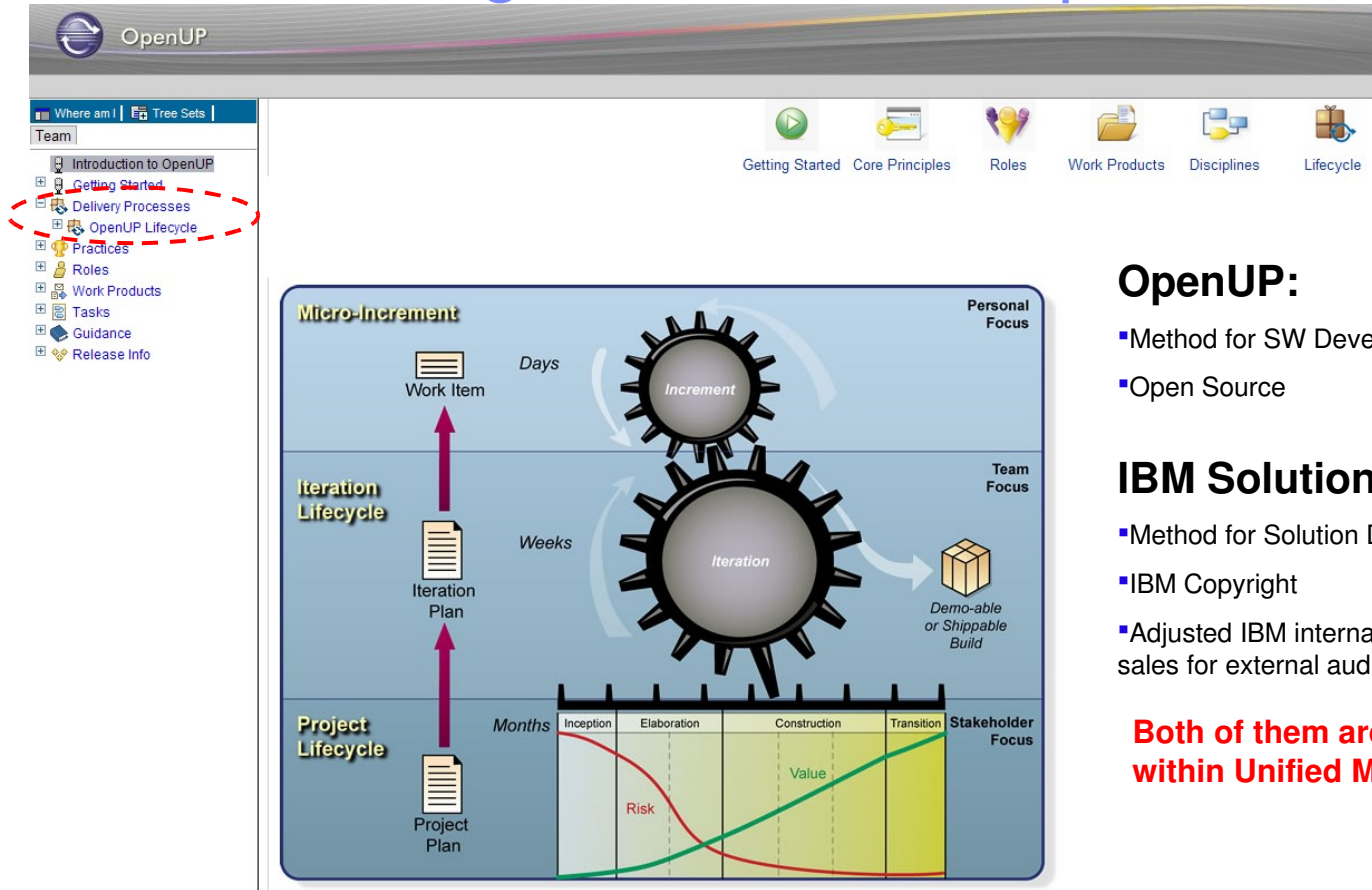 OpenUP
Where am I Tree Sets
Team
Introduction to OpenUP
Getting Started
Delivery Processes
OpenUP Lifecycle
Practices
Roles
Work Products
Tasks
Guidance
Release Info
Getting Started Core Principles Roles Work Products Disciplines Lifecycle
Micro-Increment
Personal
Focus
Days
Work Item
Increment
Iteration
Lifecycle
Team
Focus
Weeks
Iteration
Plan
Iteration
Demo-able
or Shippable
Build
Project
Lifecycle
Months
Inception Elaboration Construction Transition
Stakeholder
Focus
Value
Risk
Project
Plan
OpenUP:
▪Method for SW Deve
▪Open Source
IBM Solution
▪Method for Solution D
▪IBM Copyright
▪Adjusted IBM interna
sales for external aud
Both of them are
within Unified M